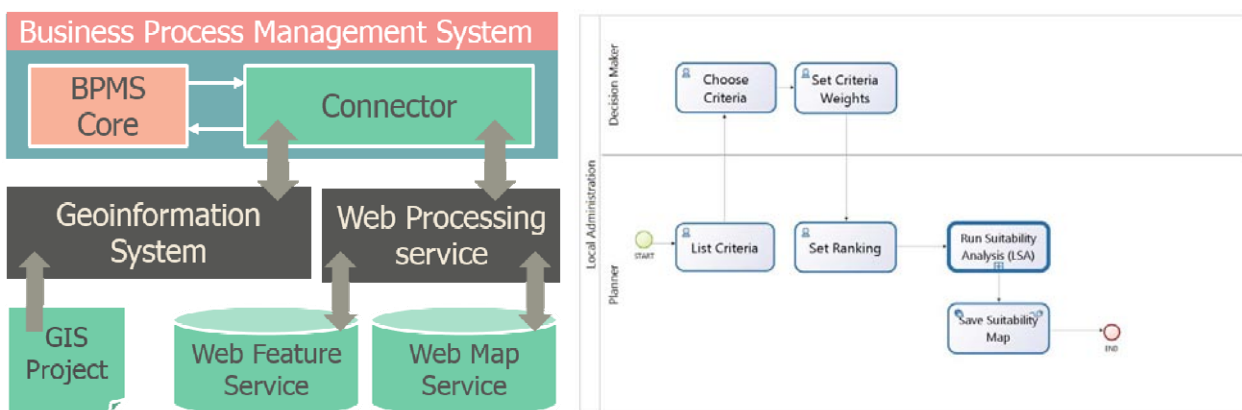 Business Process Management System
BPMS
Core
Connector
Geoinformation
System
Web Processing
service
GIS
Project
Web Feature
Service
Web Map
Service
Local Administration
Decision Maker
Choose
Criteria
Set Criteria
Weights
Planner
START
List Criteria
Set Ranking
Run Suitability
Analysis (LSA)
Save Suitability
Map
END